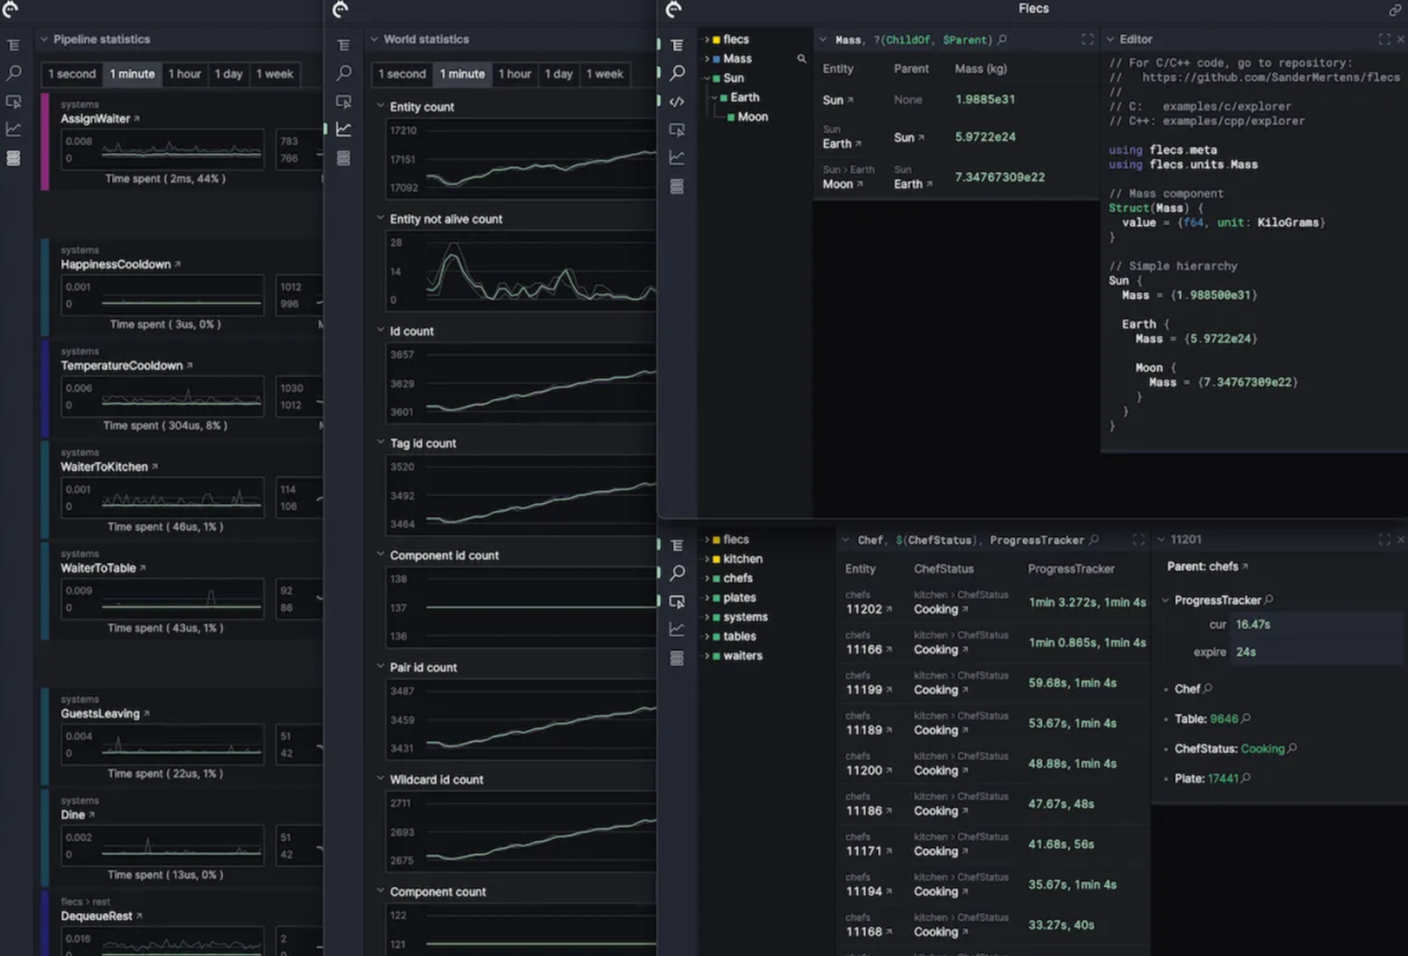 Pipeline statistics
1 second
1 minute
1 hour
1 day
1 week
systems
AssignWaiter
0.008
0
783
766
Time spent ( 2ms, 44% )
systems
HappinessCooldown
0.001
0
1012
996
Time spent ( 3us, 0% )
systems
TemperatureCooldown
0.006
0
1030
1012
Time spent ( 304us, 8% )
systems
WaiterToKitchen
0.001
0
114
108
Time spent ( 46us, 1% )
systems
WaiterToTable
0.009
0
92
86
Time spent ( 43us, 1% )
systems
GuestsLeaving
0.004
0
51
42
Time spent ( 22us, 1% )
systems
Dine
0.002
0
51
42
Time spent ( 13us, 0% )
flecs › rest
DequeueRest
0.016
2
World statistics
1 second
1 minute
1 hour
1 day
1 week
Entity count
17210
17151
17092
Entity not alive count
28
14
0
Id count
3657
3629
3601
Tag id count
3520
3492
3464
Component id count
138
137
136
Pair id count
3487
3459
3431
Wildcard id count
2711
2693
2675
Component count
122
121
Flecs
flecs
Mass
Sun
Earth
Moon
Mass, ?(ChildOf, $Parent)
Entity Parent Mass (kg)
Sun None 1.9885e31
Sun
Earth Sun 5.9722e24
Sun › Earth Sun
Moon Earth 7.34767309e22
Editor
// For C/C++ code, go to repository:
//   https://github.com/SanderMertens/flecs
//
// C:   examples/c/explorer
// C++: examples/cpp/explorer
using flecs.meta
using flecs.units.Mass
// Mass component
Struct(Mass) {
value = {f64, unit: KiloGrams}
}
// Simple hierarchy
Sun {
Mass = {1.988500e31}
Earth {
Mass = {5.9722e24}
Moon {
Mass = {7.34767309e22}
}
}
}
flecs
kitchen
chefs
plates
systems
tables
waiters
Chef, $(ChefStatus), ProgressTracker
Entity ChefStatus ProgressTracker
chefs kitchen › ChefStatus
11202 Cooking 1min 3.272s, 1min 4s
chefs kitchen › ChefStatus
11166 Cooking 1min 0.865s, 1min 4s
chefs kitchen › ChefStatus
11199 Cooking 59.68s, 1min 4s
chefs kitchen › ChefStatus
11189 Cooking 53.67s, 1min 4s
chefs kitchen › ChefStatus
11200 Cooking 48.88s, 1min 4s
chefs kitchen › ChefStatus
11186 Cooking 47.67s, 48s
chefs kitchen › ChefStatus
11171 Cooking 41.68s, 56s
chefs kitchen › ChefStatus
11194 Cooking 35.67s, 1min 4s
chefs kitchen › ChefStatus
11168 Cooking 33.27s, 40s
11201
Parent: chefs
ProgressTracker
cur 16.47s
expire 24s
Chef
Table: 9646
ChefStatus: Cooking
Plate: 17441